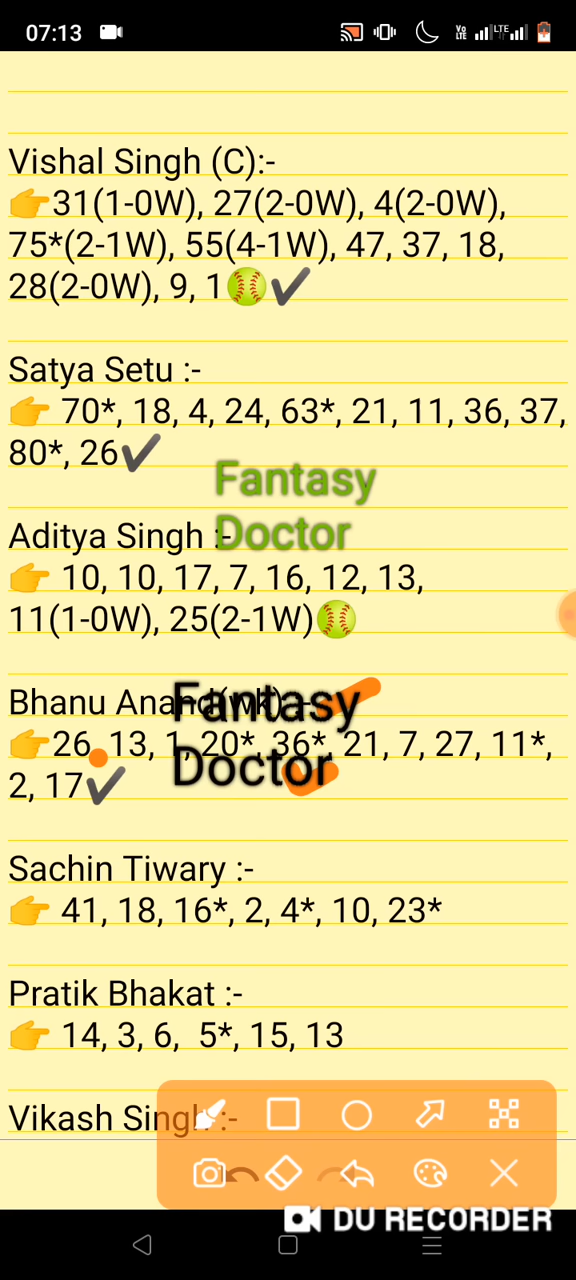 07:13
Vo LTE LTE
Vishal Singh (C):-
👉31(1-0W), 27(2-0W), 4(2-0W),
75*(2-1W), 55(4-1W), 47, 37, 18,
28(2-0W), 9, 1🥎✔️
Satya Setu :-
👉 70*, 18, 4, 24, 63*, 21, 11, 36, 37,
80*, 26✔️
Fantasy
Doctor
Aditya Singh :-
👉 10, 10, 17, 7, 16, 12, 13,
11(1-0W), 25(2-1W)🥎
Bhanu Anand(wk) :-
Fantasy
Doctor
👉26, 13, 1, 20*, 36*, 21, 7, 27, 11*,
2, 17✔️
Sachin Tiwary :-
👉 41, 18, 16*, 2, 4*, 10, 23*
Pratik Bhakat :-
👉 14, 3, 6,  5*, 15, 13
Vikash Singh :-
DU RECORDER